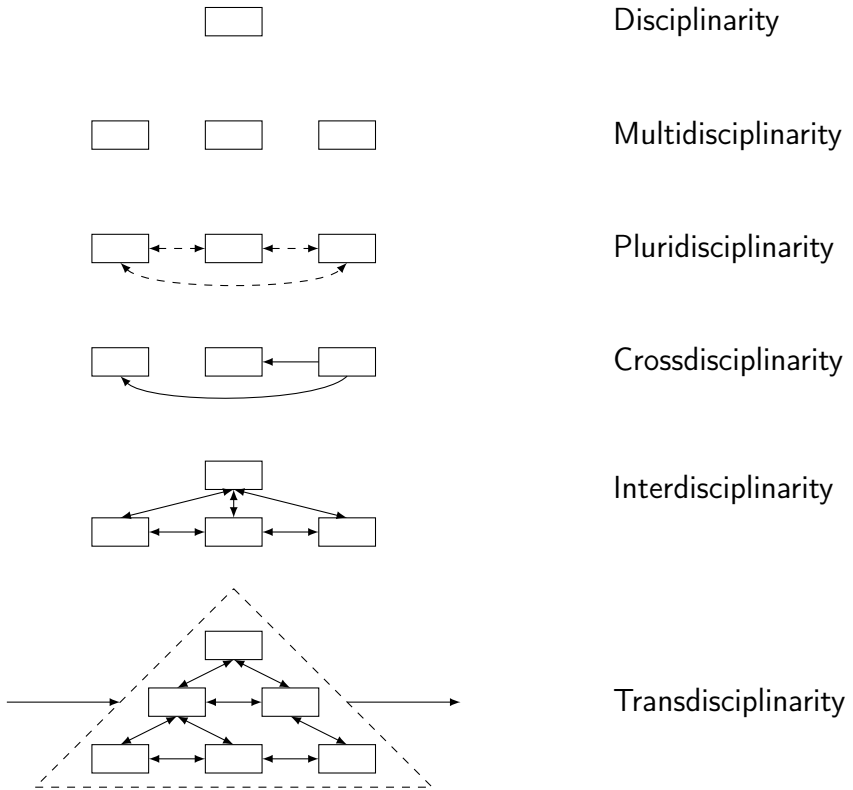 Disciplinarity
Multidisciplinarity
Pluridisciplinarity
Crossdisciplinarity
Interdisciplinarity
Transdisciplinarity